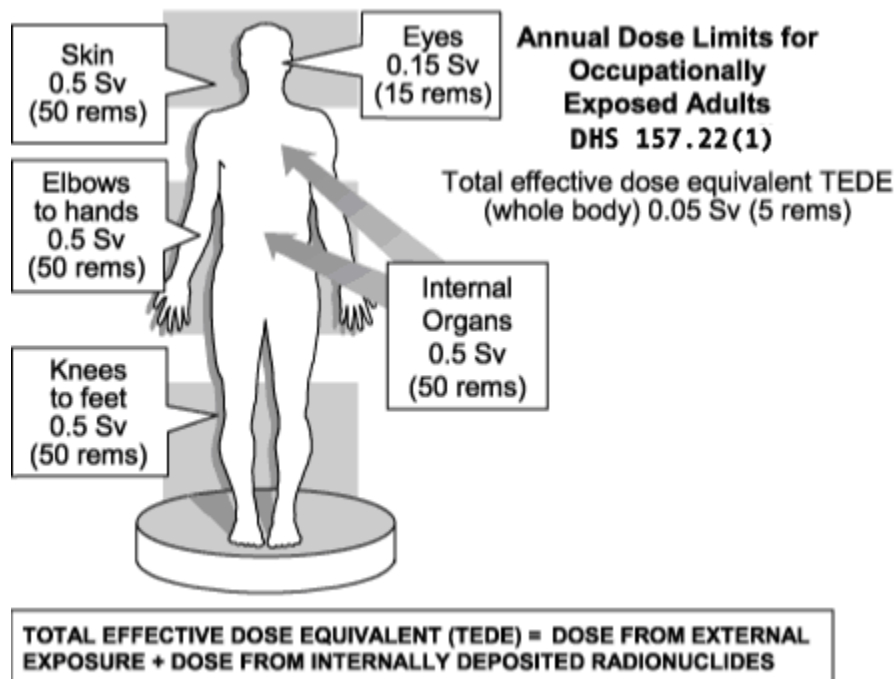 Skin
0.5 Sv
(50 rems)
Eyes
0.15 Sv
(15 rems)
Annual Dose Limits for
Occupationally
Exposed Adults
DHS 157.22(1)
Total effective dose equivalent TEDE
(whole body) 0.05 Sv (5 rems)
Elbows
to hands
0.5 Sv
(50 rems)
Internal
Organs
0.5 Sv
(50 rems)
Knees
to feet
0.5 Sv
(50 rems)
TOTAL EFFECTIVE DOSE EQUIVALENT (TEDE) = DOSE FROM EXTERNAL
EXPOSURE + DOSE FROM INTERNALLY DEPOSITED RADIONUCLIDES